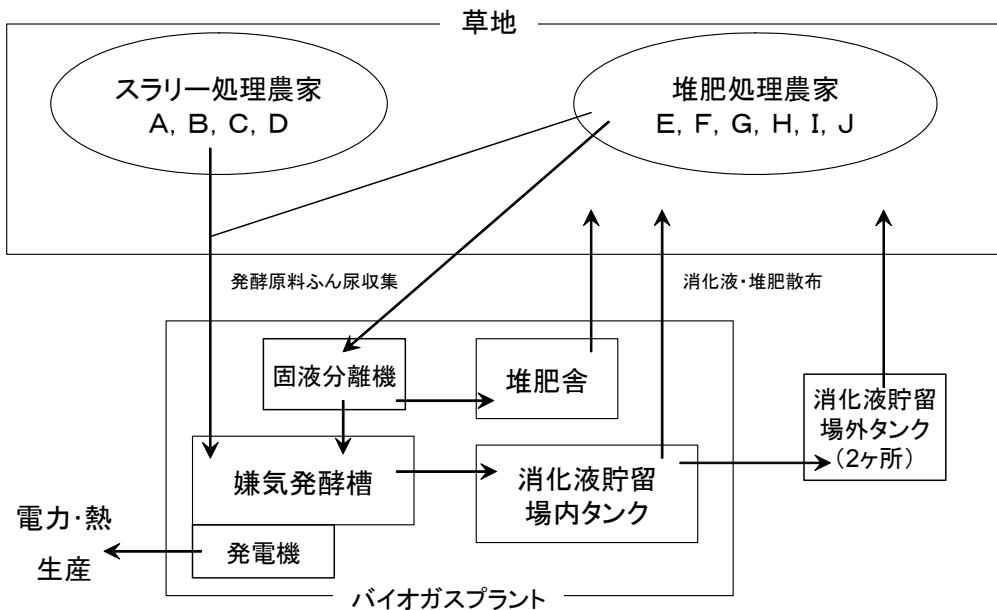 草地
スラリー処理農家
A, B, C, D
堆肥処理農家
E, F, G, H, I, J
発酵原料ふん尿収集
消化液・堆肥散布
固液分離機
堆肥舎
消化液貯留
場外タンク
(2ヶ所)
嫌気発酵槽
消化液貯留
場内タンク
電力・熱
生産
発電機
バイオガスプラント